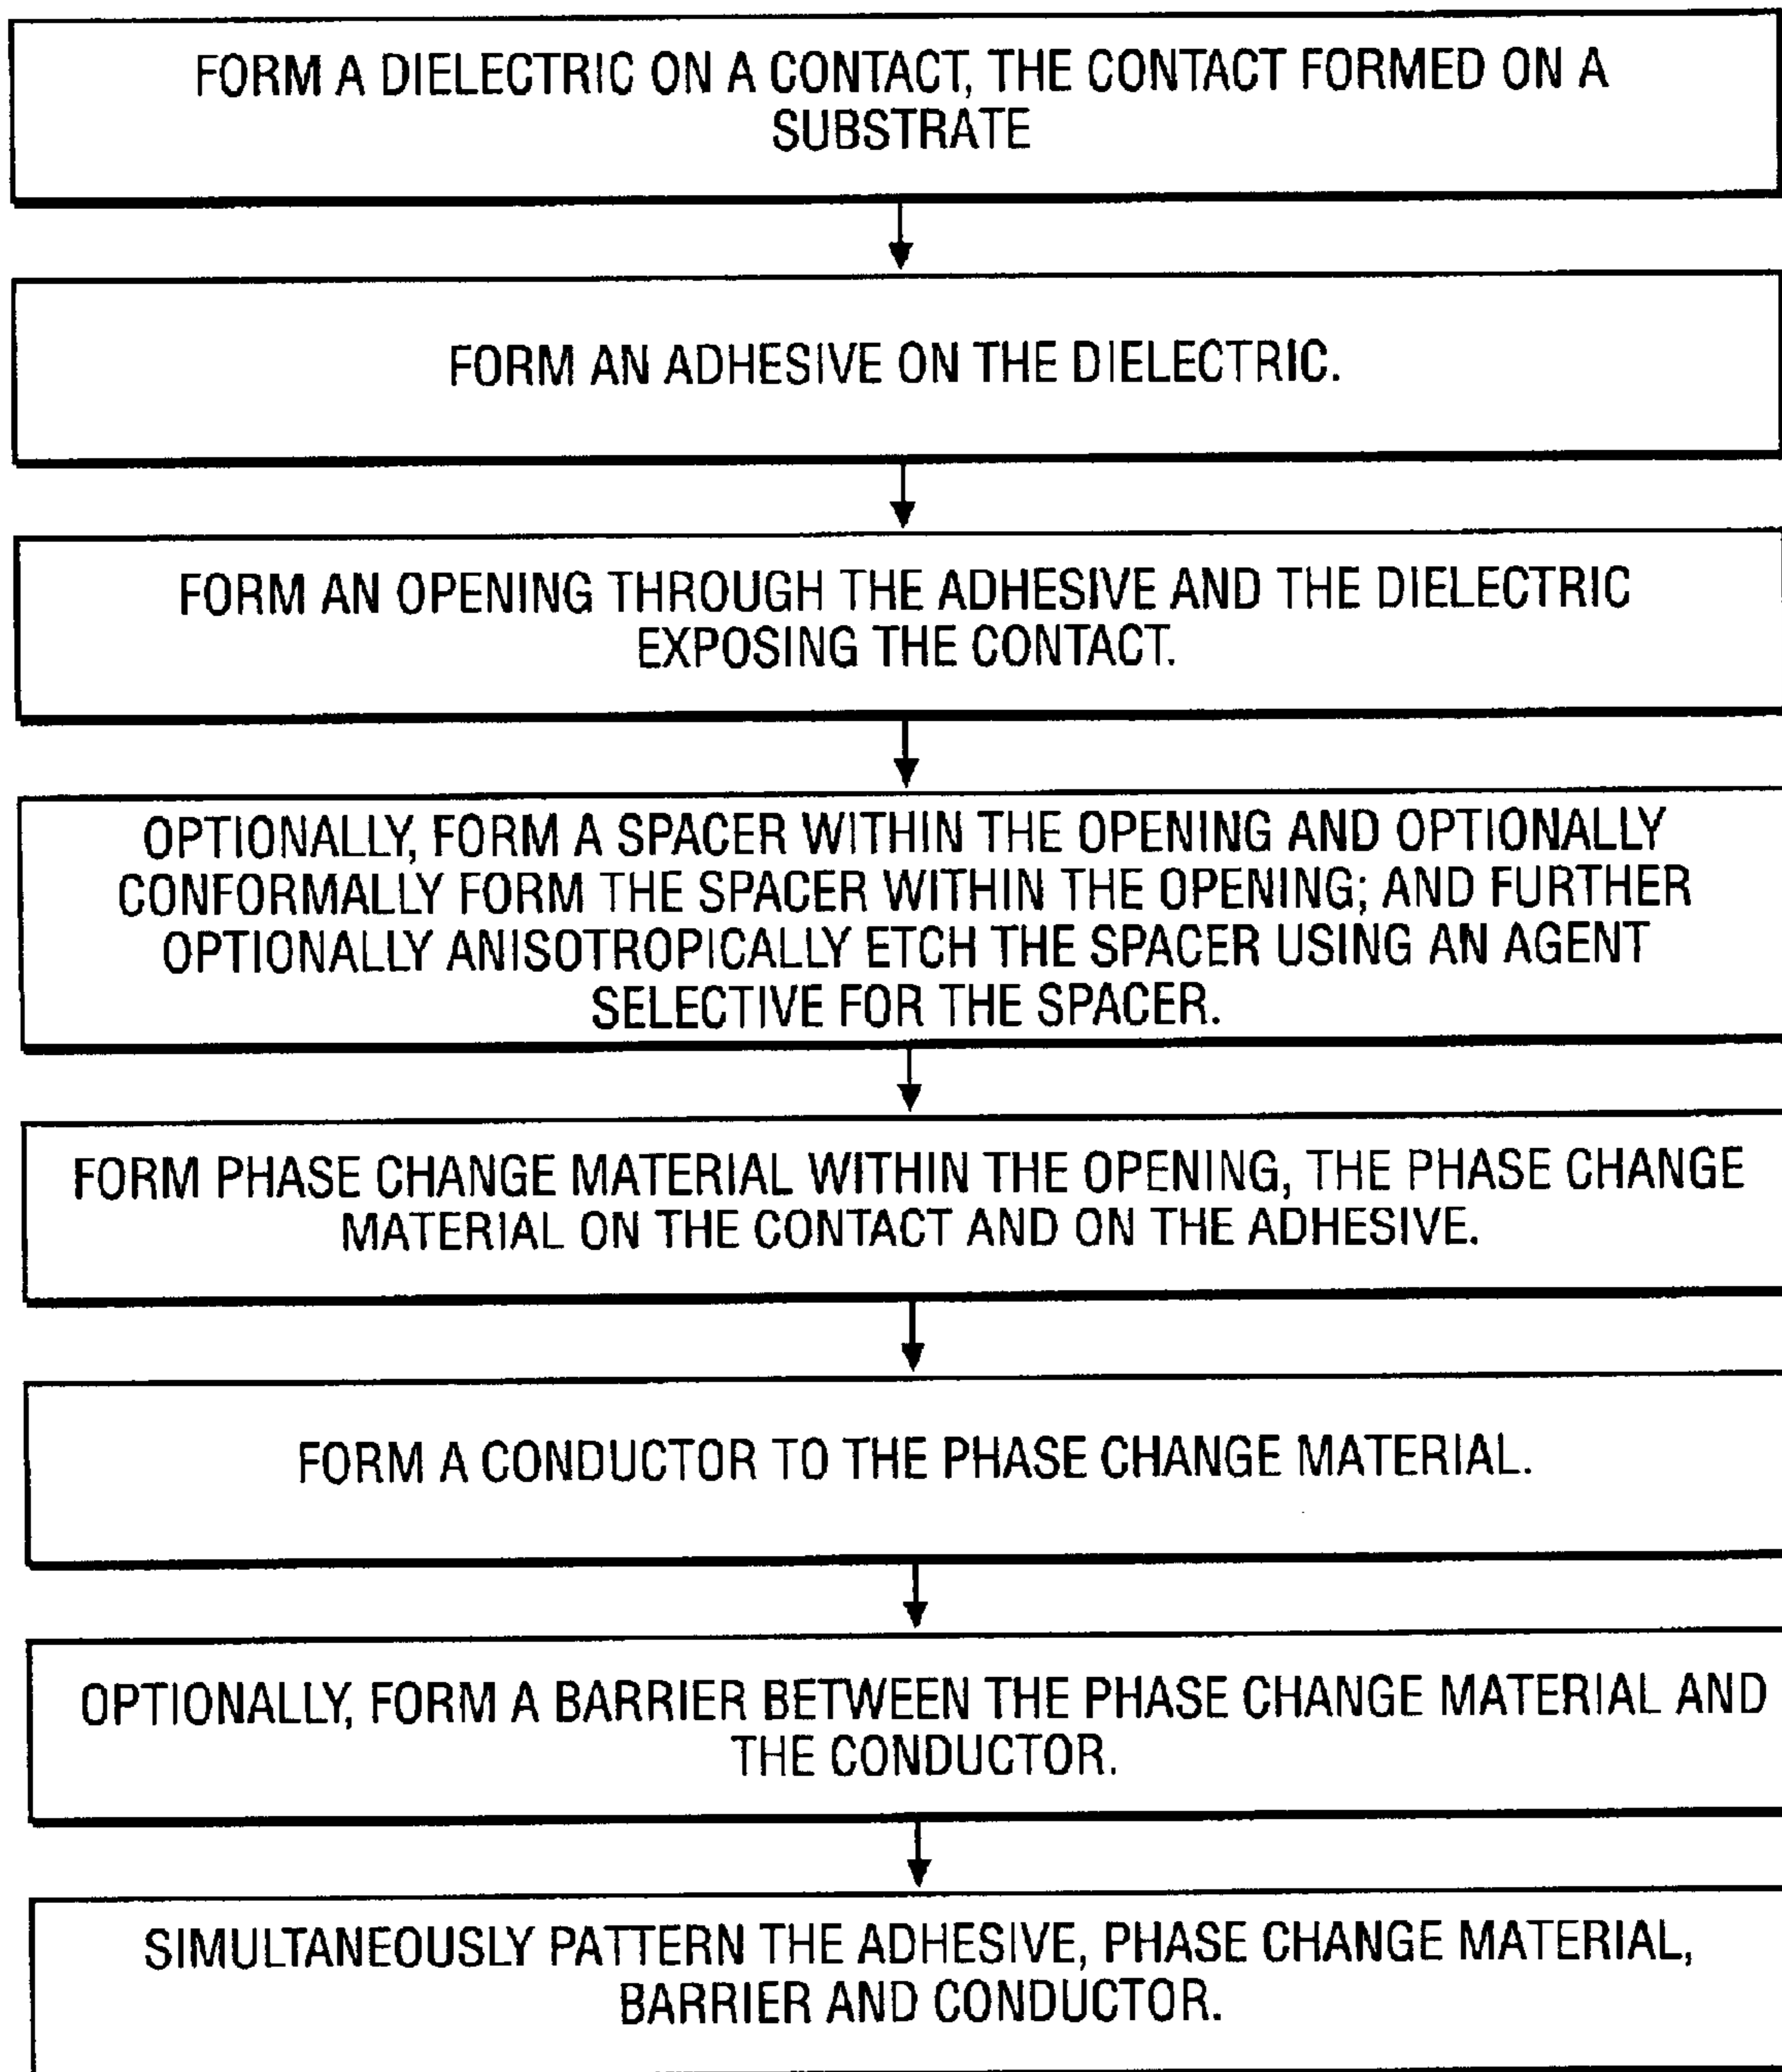 FORM A DIELECTRIC ON A CONTACT, THE CONTACT FORMED ON A
SUBSTRATE
FORM AN ADHESIVE ON THE DIELECTRIC.
FORM AN OPENING THROUGH THE ADHESIVE AND THE DIELECTRIC
EXPOSING THE CONTACT.
OPTIONALLY, FORM A SPACER WITHIN THE OPENING AND OPTIONALLY
CONFORMALLY FORM THE SPACER WITHIN THE OPENING; AND FURTHER
OPTIONALLY ANISOTROPICALLY ETCH THE SPACER USING AN AGENT
SELECTIVE FOR THE SPACER.
FORM PHASE CHANGE MATERIAL WITHIN THE OPENING, THE PHASE CHANGE
MATERIAL ON THE CONTACT AND ON THE ADHESIVE.
FORM A CONDUCTOR TO THE PHASE CHANGE MATERIAL.
OPTIONALLY, FORM A BARRIER BETWEEN THE PHASE CHANGE MATERIAL AND
THE CONDUCTOR.
SIMULTANEOUSLY PATTERN THE ADHESIVE, PHASE CHANGE MATERIAL,
BARRIER AND CONDUCTOR.